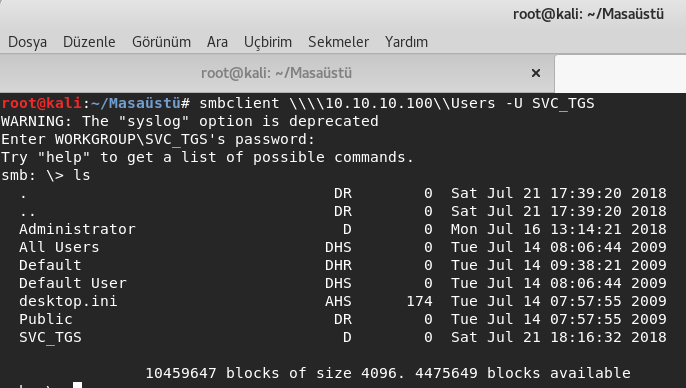 root@kali: ~/Masaüstü
Dosya Düzenle Görünüm Ara Uçbirim Sekmeler Yardım
root@kali: ~/Masaüstü ×
root@kali:~/Masaüstü# smbclient \\\\10.10.10.100\\Users -U SVC_TGS
WARNING: The "syslog" option is deprecated
Enter WORKGROUP\SVC_TGS's password:
Try "help" to get a list of possible commands.
smb: \> ls
. DR 0 Sat Jul 21 17:39:20 2018
.. DR 0 Sat Jul 21 17:39:20 2018
Administrator D 0 Mon Jul 16 13:14:21 2018
All Users DHS 0 Tue Jul 14 08:06:44 2009
Default DHR 0 Tue Jul 14 09:38:21 2009
Default User DHS 0 Tue Jul 14 08:06:44 2009
desktop.ini AHS 174 Tue Jul 14 07:57:55 2009
Public DR 0 Tue Jul 14 07:57:55 2009
SVC_TGS D 0 Sat Jul 21 18:16:32 2018
10459647 blocks of size 4096. 4475649 blocks available